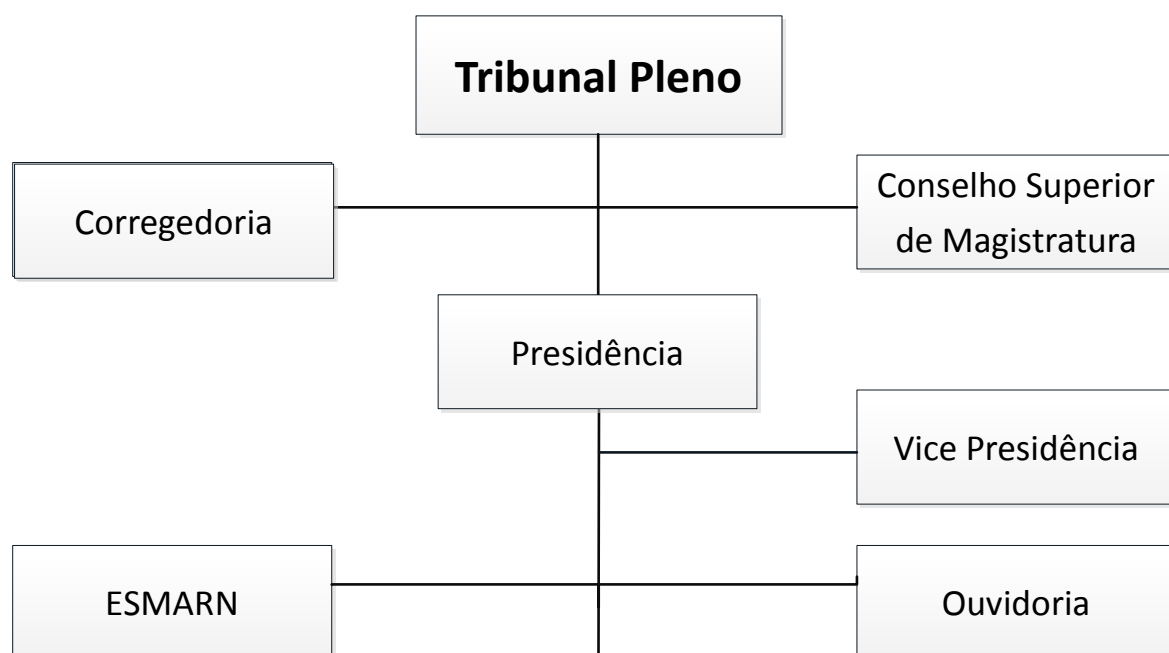 Tribunal Pleno
Corregedoria
Conselho Superior
de Magistratura
Presidência
Vice Presidência
ESMARN
Ouvidoria